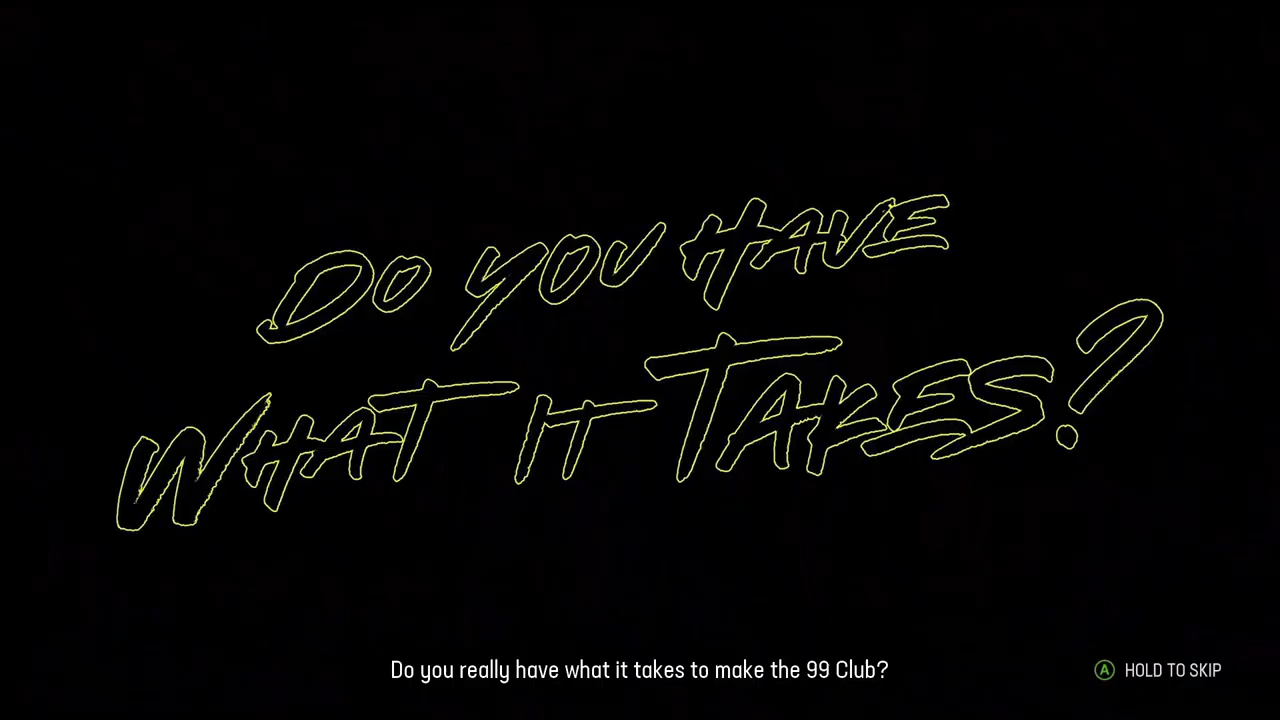 DO YOU HAVE
WHAT IT TAKES?
Do you really have what it takes to make the 99 Club?
A HOLD TO SKIP